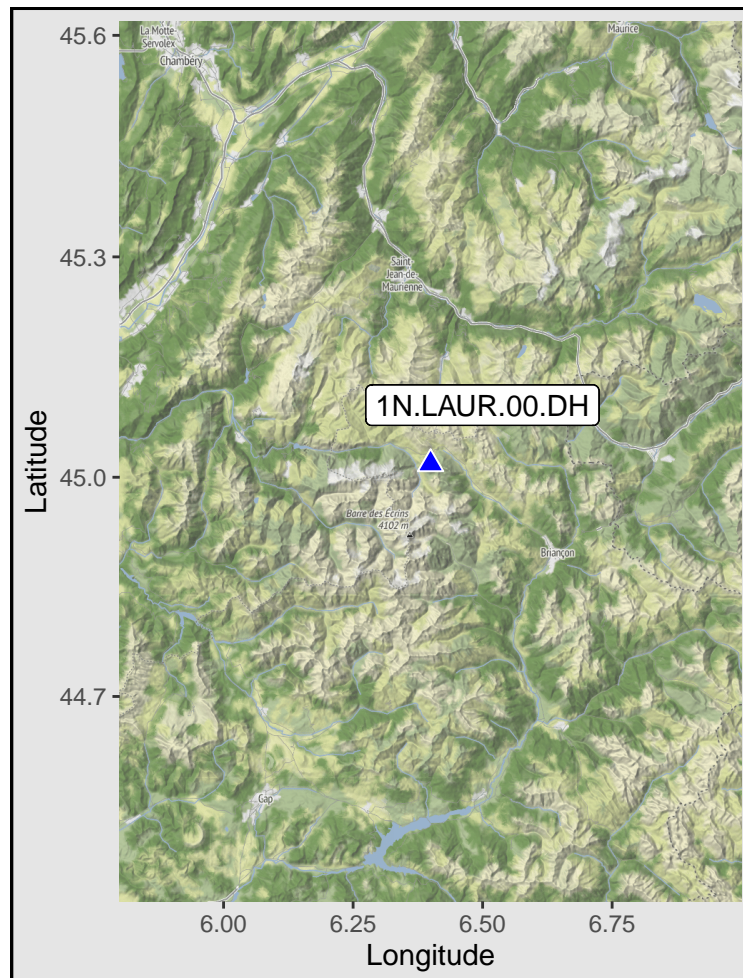 La Motte-
Servolex
Chambéry
Maurice
Saint
Jean-de-
Maurienne
1N.LAUR.00.DH
Barre des Écrins
4102 m
Briançon
Gap
45.6
45.3
45.0
44.7
Latitude
6.00
6.25
6.50
6.75
Longitude